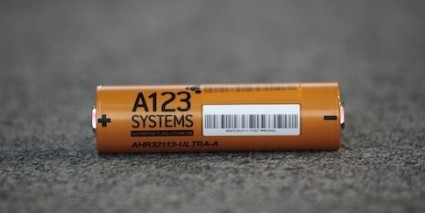 A123
SYSTEMS
AHR32113-ULTRA-A
+
-